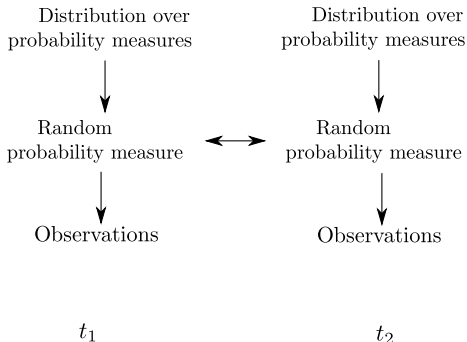 Distribution over
probability measures
Random
probability measure
Observations
t₁
Distribution over
probability measures
Random
probability measure
Observations
t₂